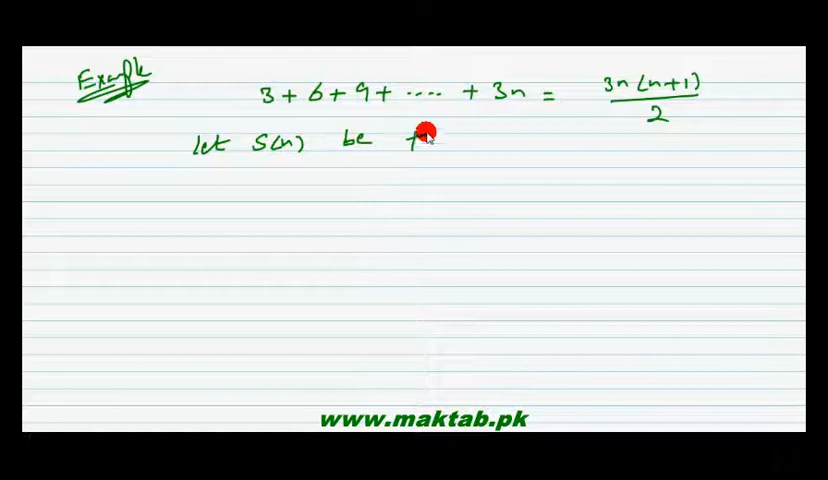 Example
3 + 6 + 9 + .... + 3n = 3n(n+1)/2
let S(n) be
www.maktab.pk